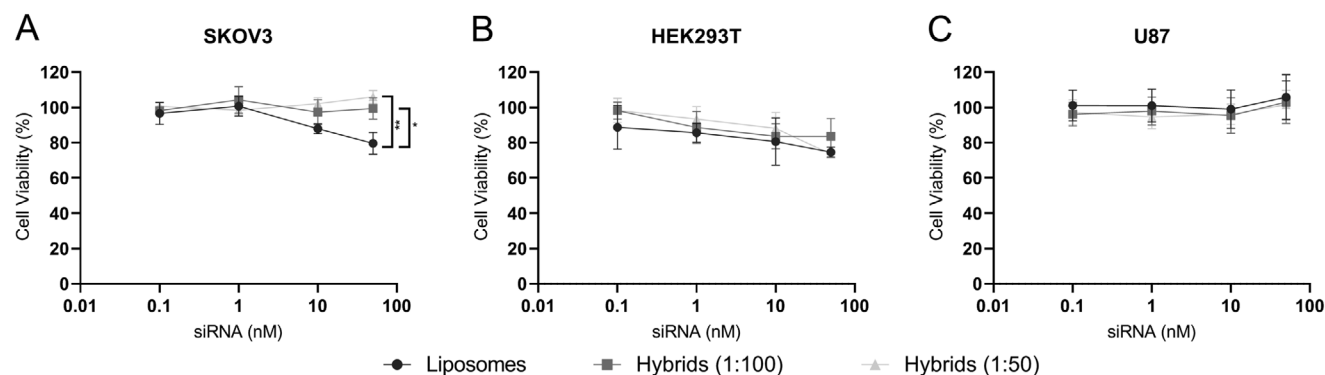 A
SKOV3
Cell Viability (%)
120
100
80
60
40
20
0
0.01
0.1
1
10
100
siRNA (nM)
**
*
B
HEK293T
Cell Viability (%)
120
100
80
60
40
20
0
0.01
0.1
1
10
100
siRNA (nM)
C
U87
Cell Viability (%)
120
100
80
60
40
20
0
0.01
0.1
1
10
100
siRNA (nM)
Liposomes
Hybrids (1:100)
Hybrids (1:50)